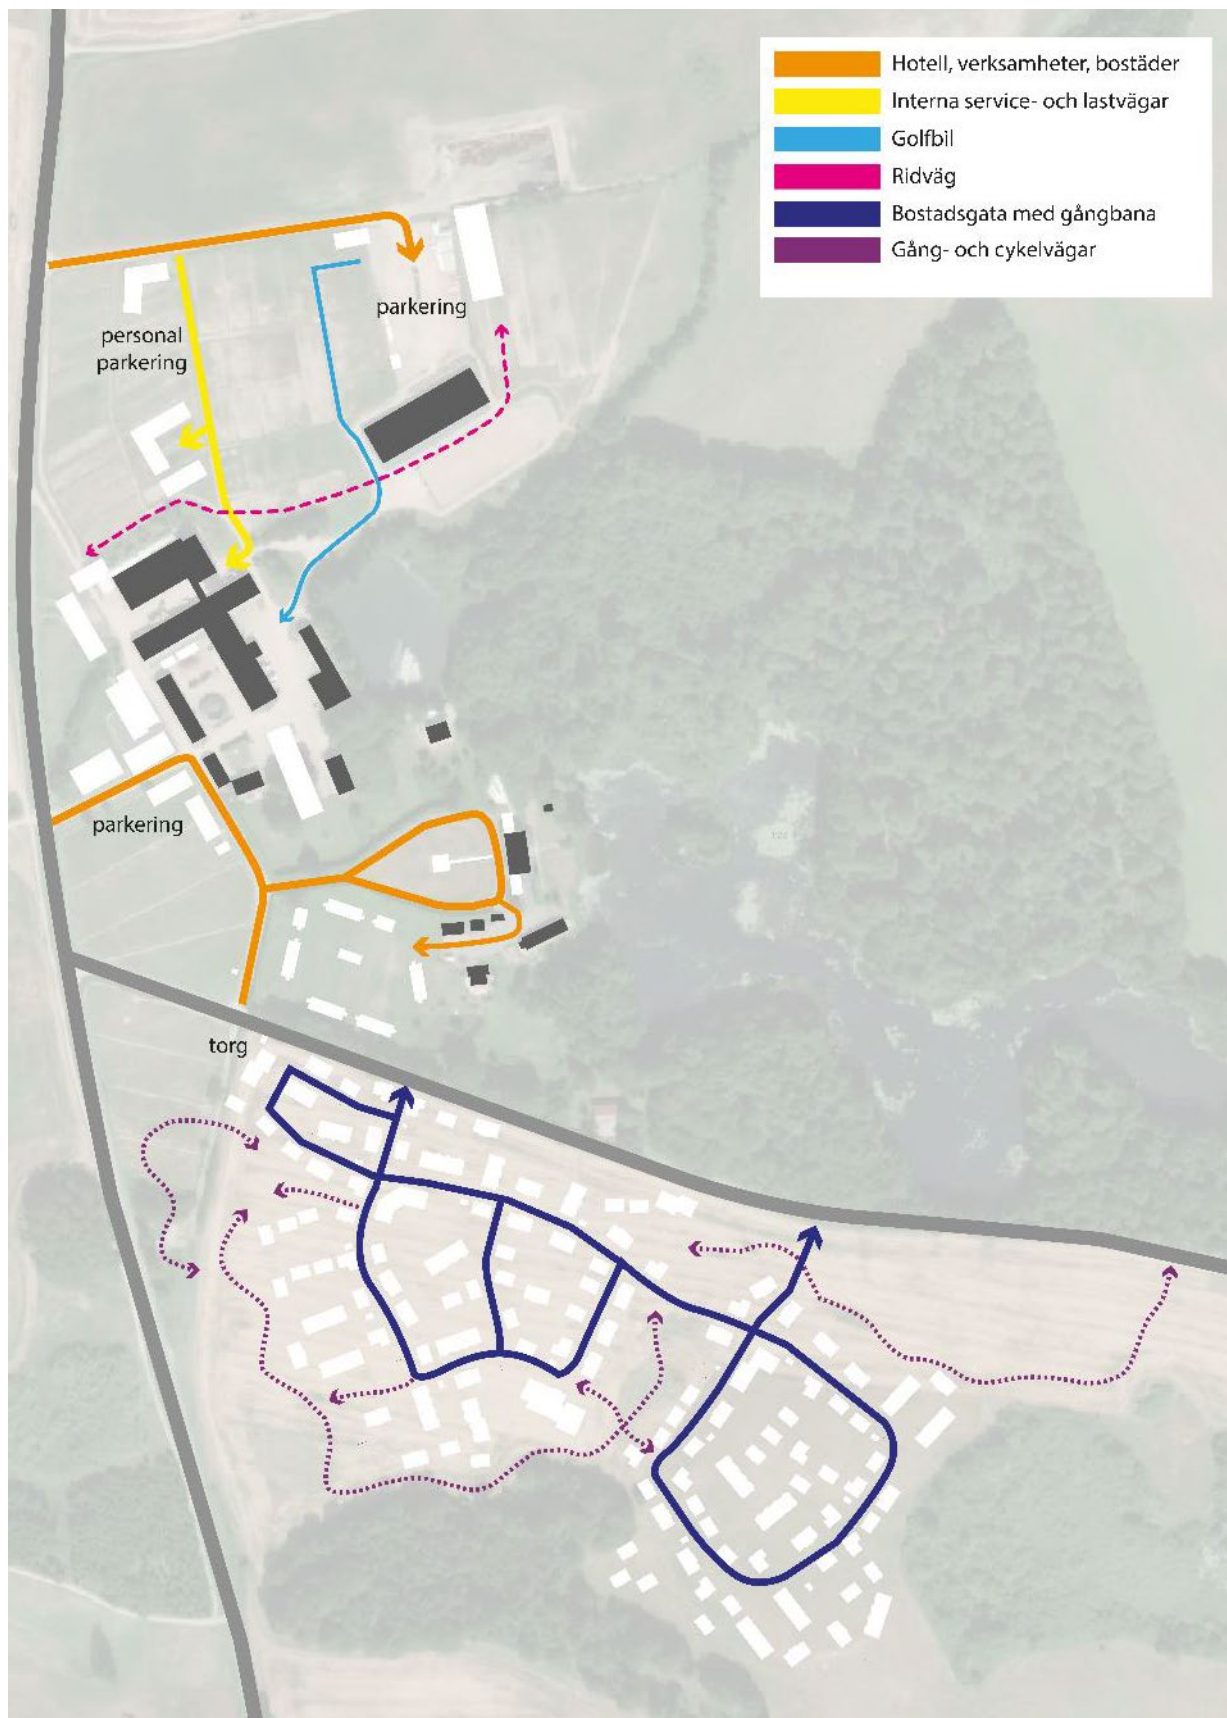 Hotell, verksamheter, bostäder
Interna service- och lastvägar
Golfbil
Ridväg
Bostadsgata med gångbana
Gång- och cykelvägar
parkering
personal
parkering
parkering
torg